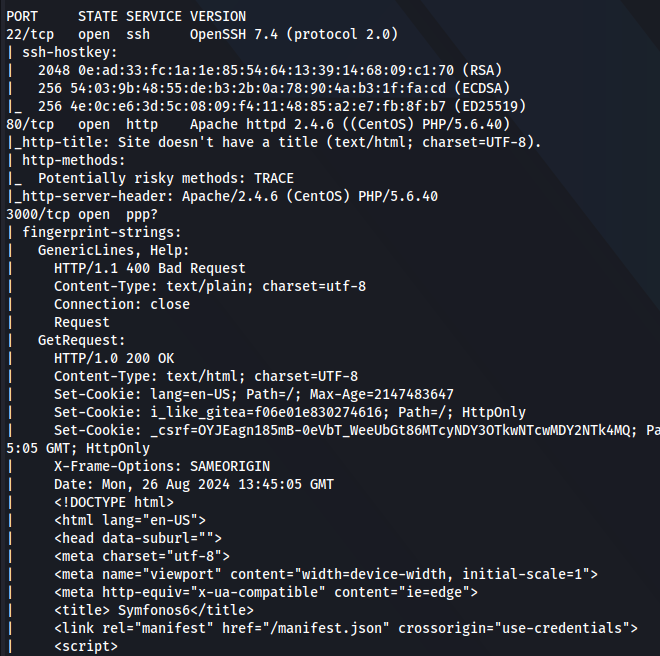 PORT     STATE SERVICE VERSION
22/tcp   open  ssh     OpenSSH 7.4 (protocol 2.0)
| ssh-hostkey:
|   2048 0e:ad:33:fc:1a:1e:85:54:64:13:39:14:68:09:c1:70 (RSA)
|   256 54:03:9b:48:55:de:b3:2b:0a:78:90:4a:b3:1f:fa:cd (ECDSA)
|_  256 4e:0c:e6:3d:5c:08:09:f4:11:48:85:a2:e7:fb:8f:b7 (ED25519)
80/tcp   open  http    Apache httpd 2.4.6 ((CentOS) PHP/5.6.40)
|_http-title: Site doesn't have a title (text/html; charset=UTF-8).
| http-methods:
|_  Potentially risky methods: TRACE
|_http-server-header: Apache/2.4.6 (CentOS) PHP/5.6.40
3000/tcp open  ppp?
| fingerprint-strings:
|   GenericLines, Help:
|     HTTP/1.1 400 Bad Request
|     Content-Type: text/plain; charset=utf-8
|     Connection: close
|     Request
|   GetRequest:
|     HTTP/1.0 200 OK
|     Content-Type: text/html; charset=UTF-8
|     Set-Cookie: lang=en-US; Path=/; Max-Age=2147483647
|     Set-Cookie: i_like_gitea=f06e01e830274616; Path=/; HttpOnly
|     Set-Cookie: _csrf=OYJEagn185mB-0eVbT_WeeUbGt86MTcyNDY3OTkwNTcwMDY2NTk4MQ; Pa
5:05 GMT; HttpOnly
|     X-Frame-Options: SAMEORIGIN
|     Date: Mon, 26 Aug 2024 13:45:05 GMT
|     <!DOCTYPE html>
|     <html lang="en-US">
|     <head data-suburl="">
|     <meta charset="utf-8">
|     <meta name="viewport" content="width=device-width, initial-scale=1">
|     <meta http-equiv="x-ua-compatible" content="ie=edge">
|     <title> Symfonos6</title>
|     <link rel="manifest" href="/manifest.json" crossorigin="use-credentials">
|     <script>